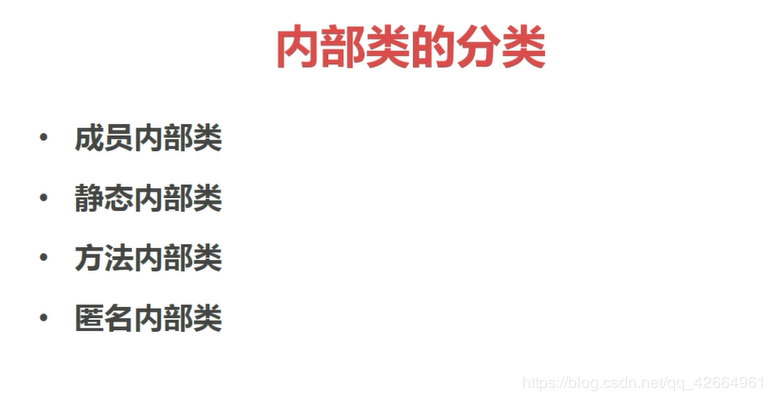 内部类的分类
• 成员内部类
• 静态内部类
• 方法内部类
• 匿名内部类
https://blog.csdn.net/qq_42664961